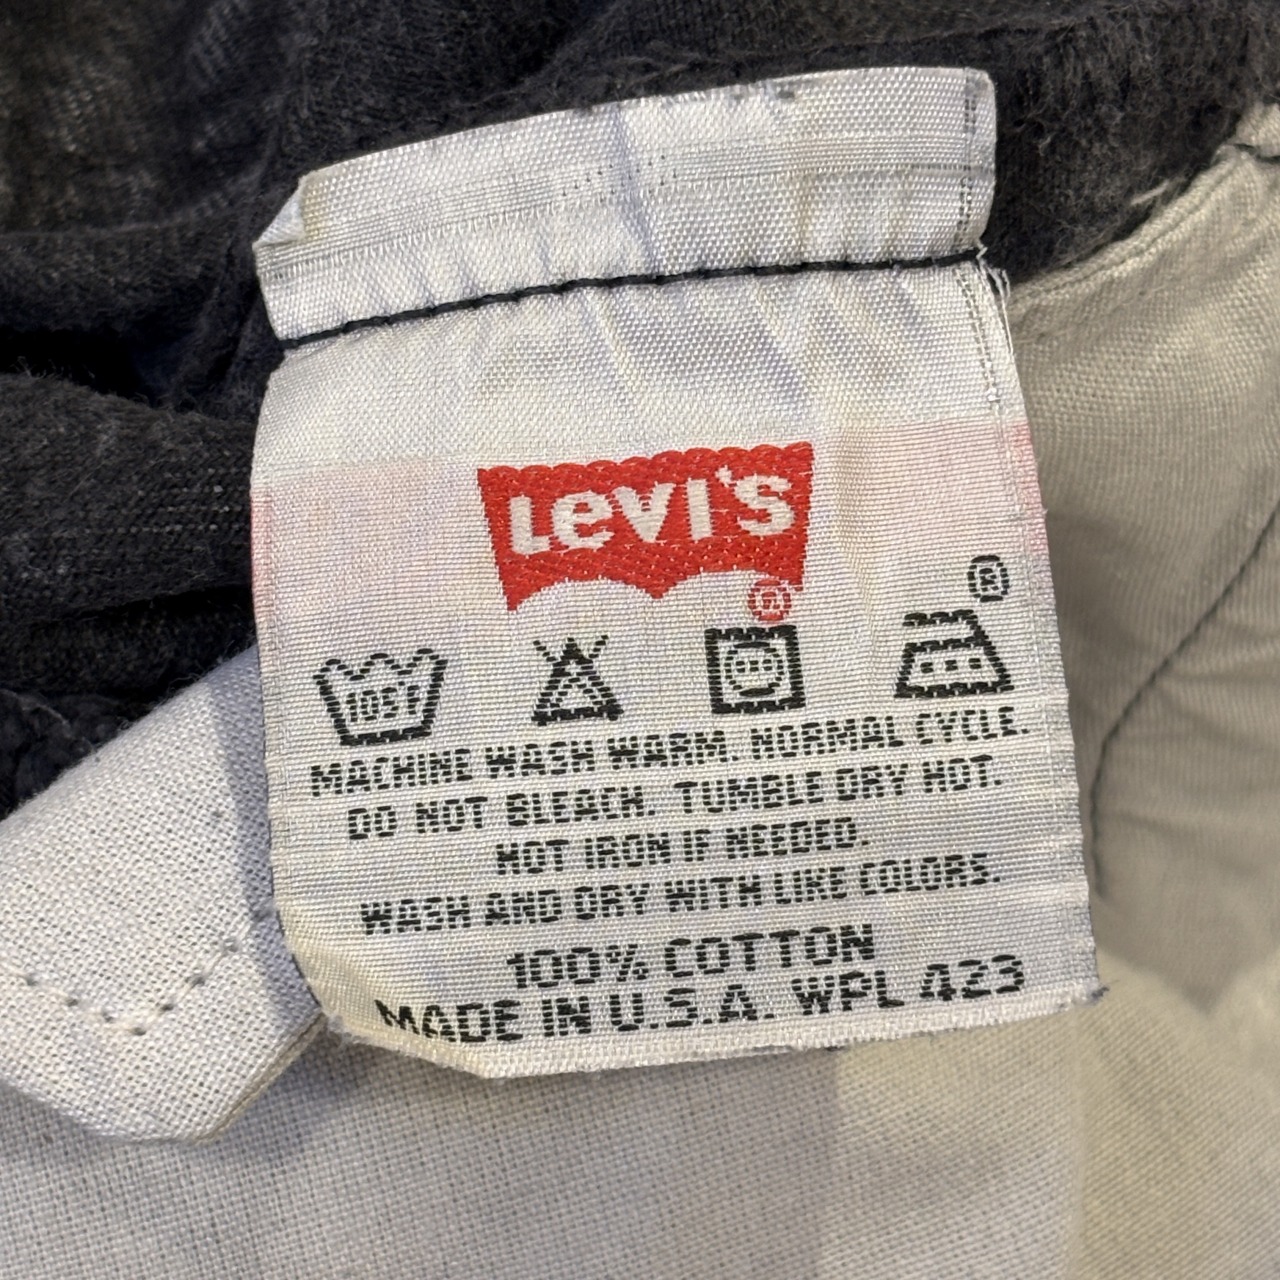 LEVI'S
®
®
105F
MACHINE WASH WARM. NORMAL CYCLE.
DO NOT BLEACH. TUMBLE DRY HOT.
HOT IRON IF NEEDED.
WASH AND DRY WITH LIKE COLORS.
100% COTTON
MADE IN U.S.A. WPL 423